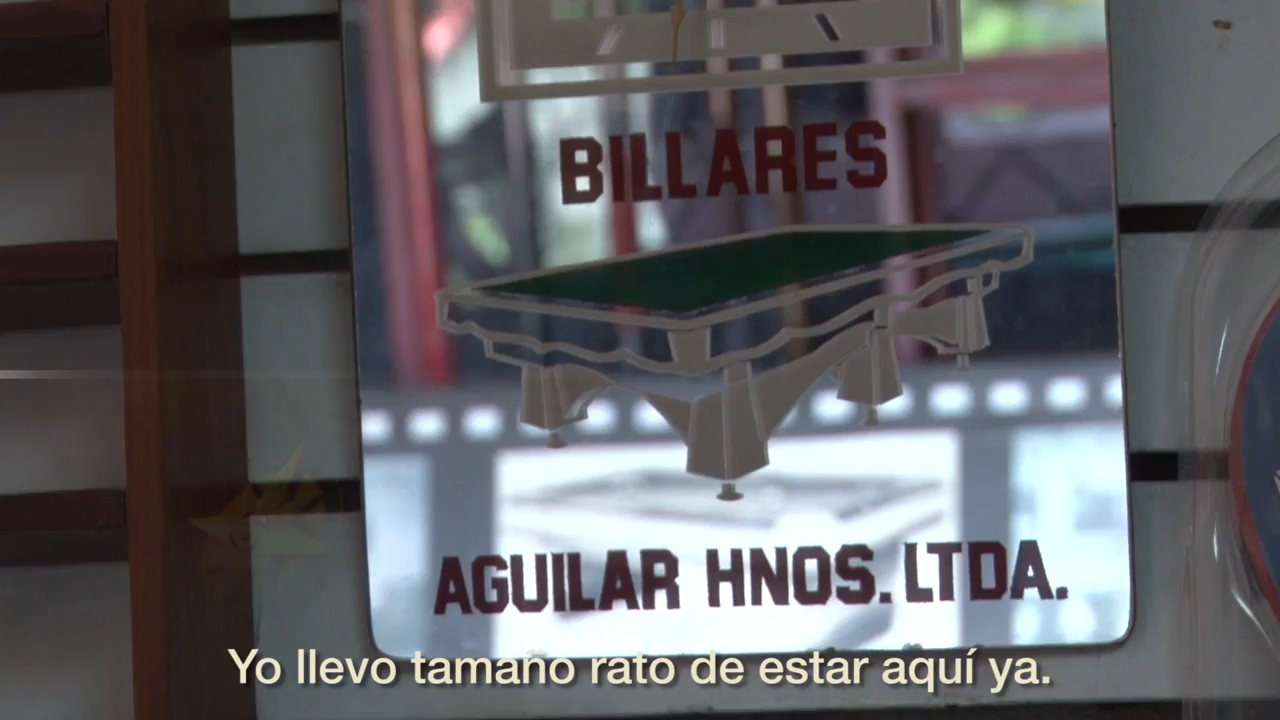 BILLARES
AGUILAR HNOS. LTDA.
Yo llevo tamaño rato de estar aquí ya.